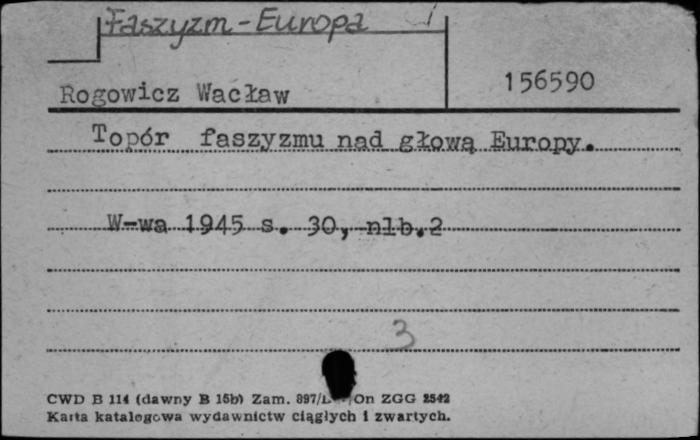 Faszyzm - Europa
Rogowicz Wacław
156590
Topór faszyzmu nad głową Europy.
W-wa 1945 s. 30, nlb.2
3
CWD B 114 (dawny B 15b) Zam. 897/ On ZGG 2542
Karta katalogowa wydawnictw ciągłych i zwartych.